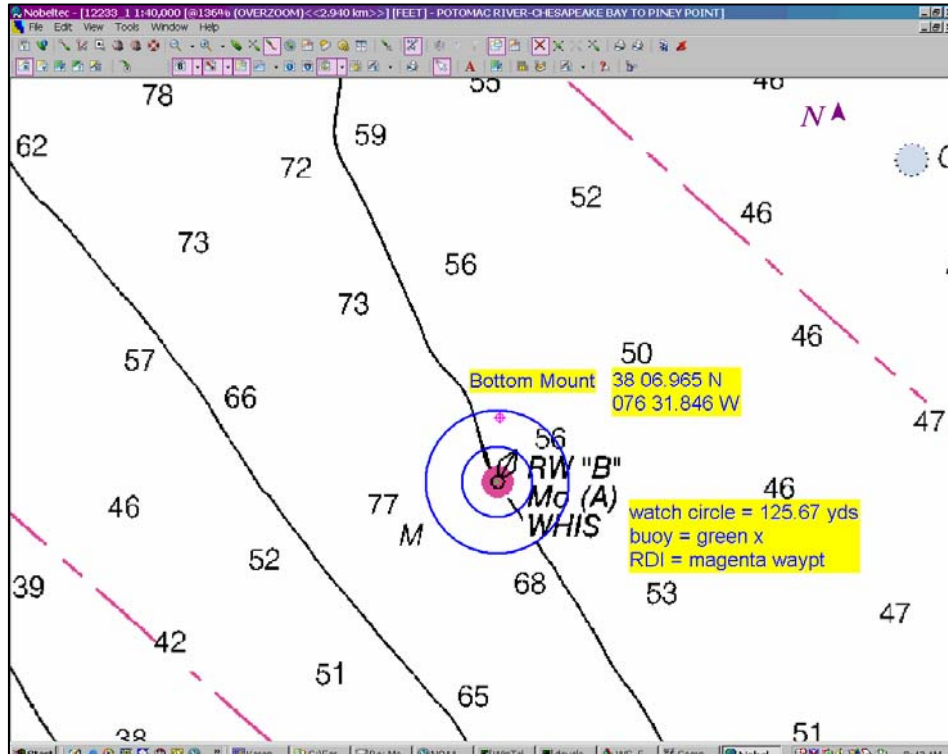 Nobeltec - [12233_1 1:40,000 [@136% (OVERZOOM)<<2.940 km>>] [FEET] - POTOMAC RIVER-CHESAPEAKE BAY TO PINEY POINT]
File Edit View Tools Window Help
78
55
46
N
62
59
72
52
46
73
56
73
46
57
50
66
Bottom Mount 38 06.965 N
076 31.846 W
47
56
RW "B"
Mo (A)
WHIS
77
M
46
46
watch circle = 125.67 yds
buoy = green x
RDI = magenta waypt
52
68
53
39
47
42
51
65
38
51
Start